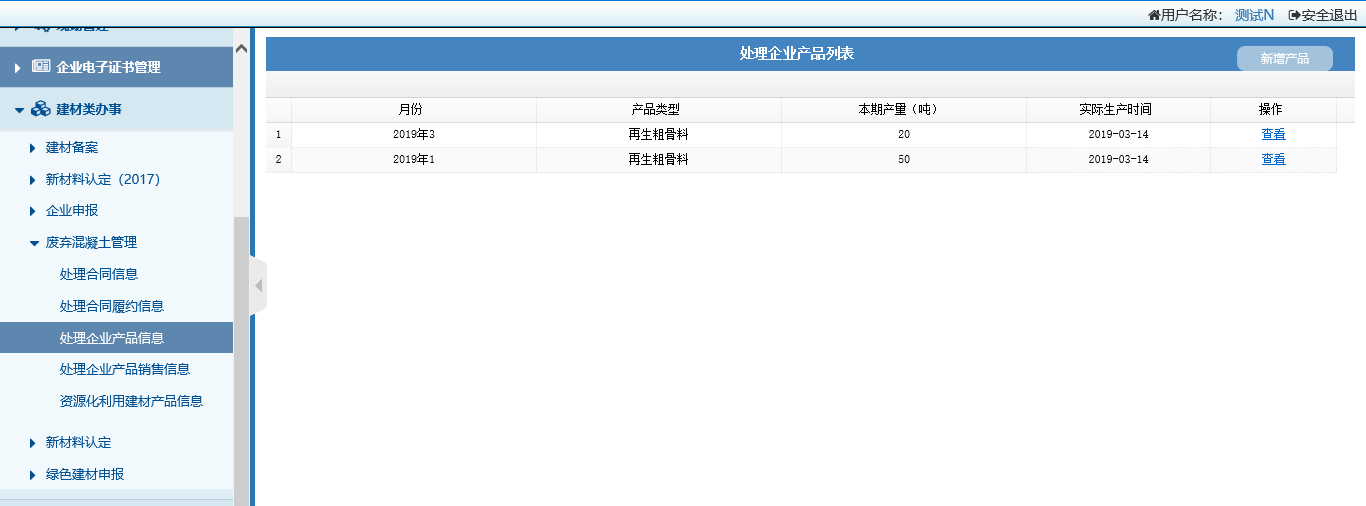 用户名称： 测试N 安全退出
企业电子证书管理
建材类办事
建材备案
新材料认定（2017）
企业申报
废弃混凝土管理
处理合同信息
处理合同履约信息
处理企业产品信息
处理企业产品销售信息
资源化利用建材产品信息
新材料认定
绿色建材申报
处理企业产品列表
新增产品
月份 产品类型 本期产量（吨） 实际生产时间 操作
1 2019年3 再生粗骨料 20 2019-03-14 查看
2 2019年1 再生粗骨料 50 2019-03-14 查看